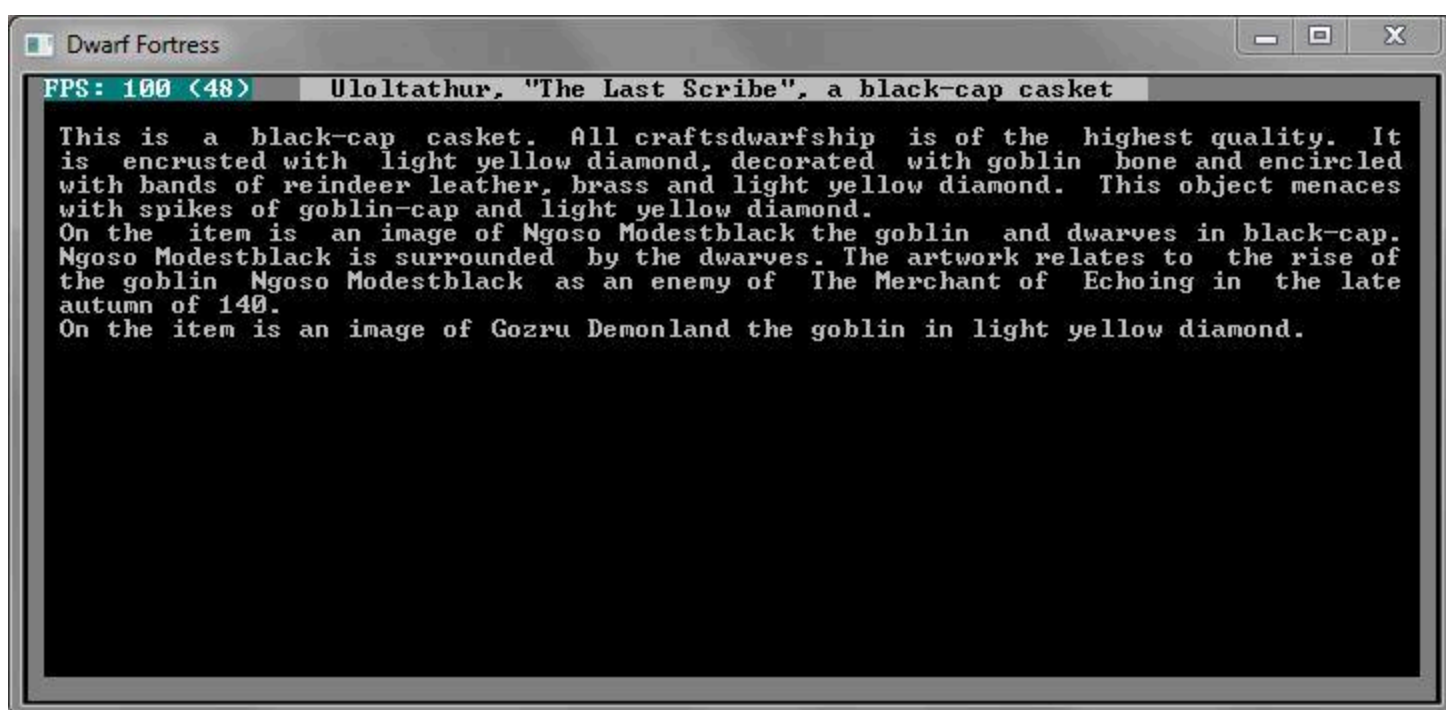 Dwarf Fortress
FPS: 100 (48) Uloltathur, "The Last Scribe", a black-cap casket
This is a black-cap casket. All craftsdwarfship is of the highest quality. It
is encrusted with light yellow diamond, decorated with goblin bone and encircled
with bands of reindeer leather, brass and light yellow diamond. This object menaces
with spikes of goblin-cap and light yellow diamond.
On the item is an image of Ngoso Modestblack the goblin and dwarves in black-cap.
Ngoso Modestblack is surrounded by the dwarves. The artwork relates to the rise of
the goblin Ngoso Modestblack as an enemy of The Merchant of Echoing in the late
autumn of 140.
On the item is an image of Gozru Demonland the goblin in light yellow diamond.